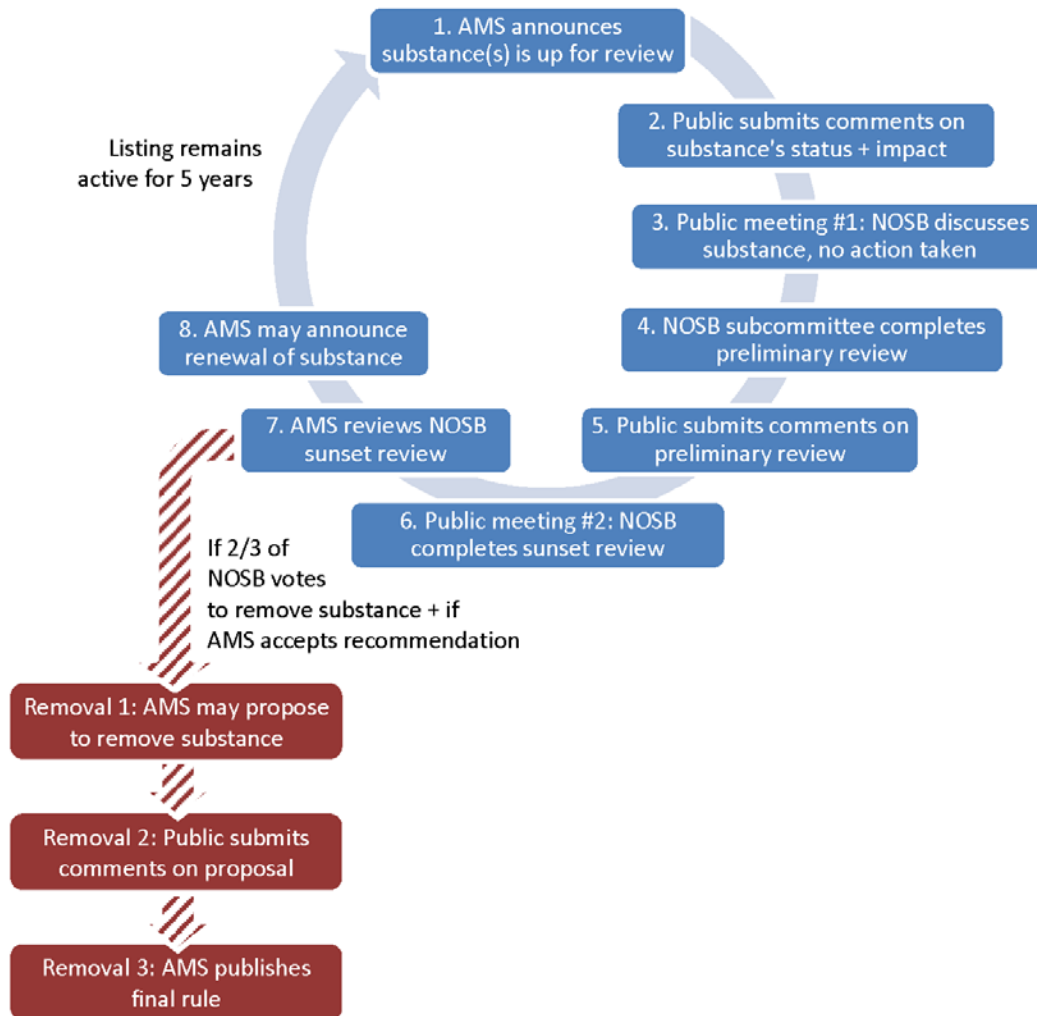 1. AMS announces
substance(s) is up for review
2. Public submits comments on
substance's status + impact
3. Public meeting #1: NOSB discusses
substance, no action taken
4. NOSB subcommittee completes
preliminary review
5. Public submits comments on
preliminary review
6. Public meeting #2: NOSB
completes sunset review
7. AMS reviews NOSB
sunset review
8. AMS may announce
renewal of substance
Listing remains
active for 5 years
If 2/3 of
NOSB votes
to remove substance + if
AMS accepts recommendation
Removal 1: AMS may propose
to remove substance
Removal 2: Public submits
comments on proposal
Removal 3: AMS publishes
final rule